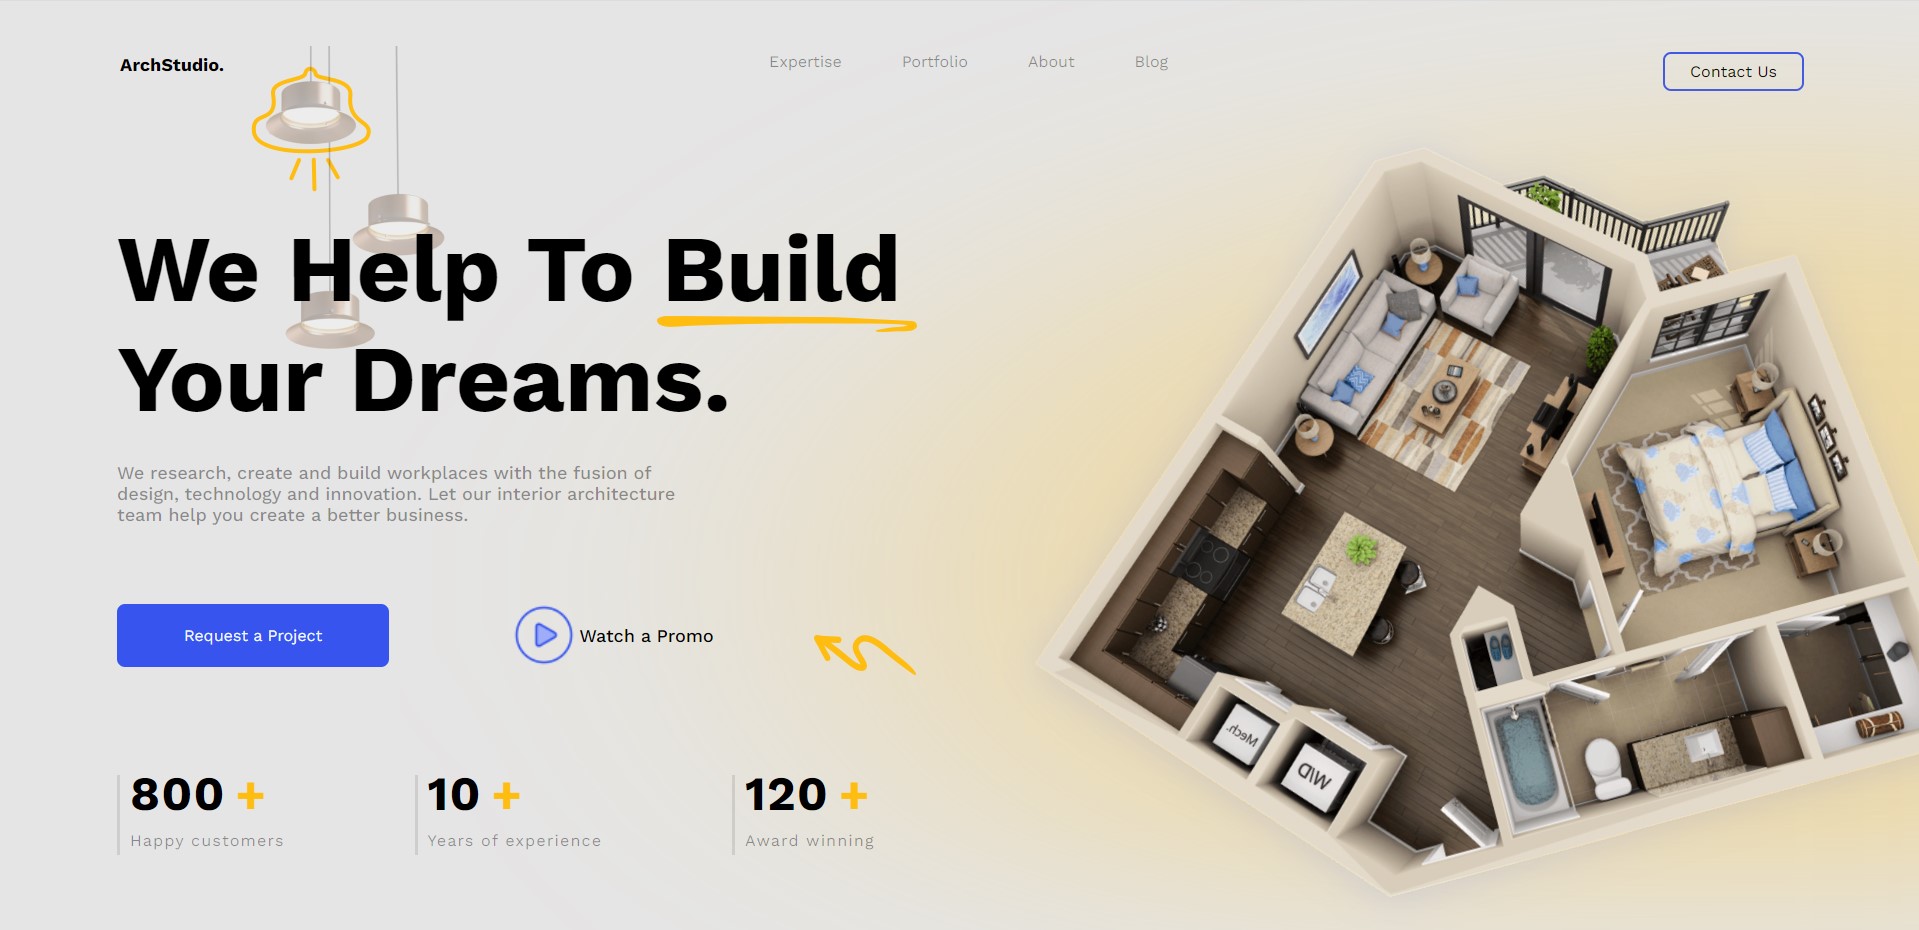 ArchStudio.
Expertise
Portfolio
About
Blog
Contact Us
We Help To Build
Your Dreams.
We research, create and build workplaces with the fusion of
design, technology and innovation. Let our interior architecture
team help you create a better business.
Request a Project
Watch a Promo
800 +
Happy customers
10 +
Years of experience
120 +
Award winning
Mech.
W/D